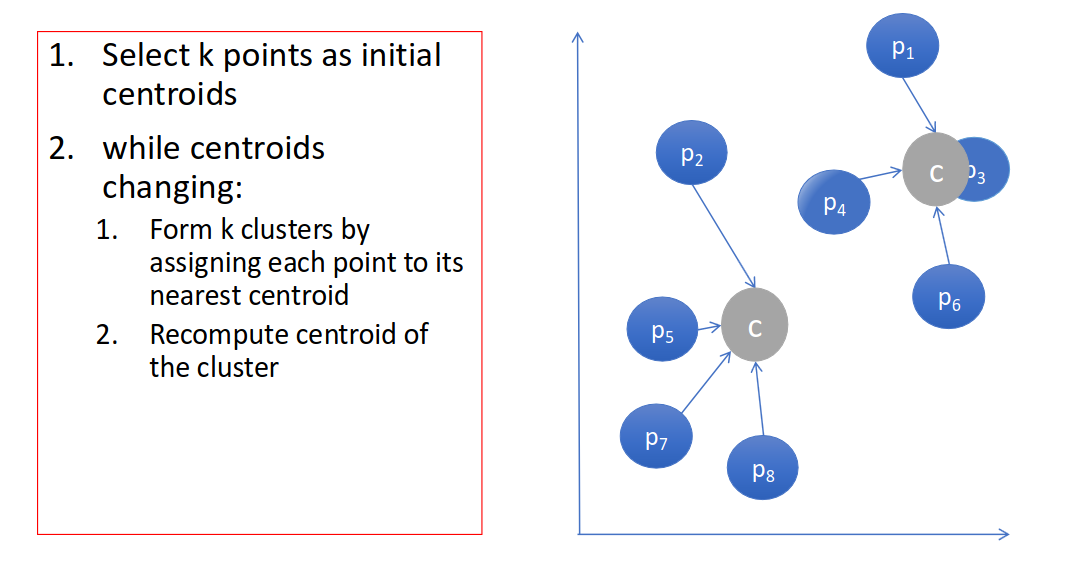 1. Select k points as initial
centroids
2. while centroids
changing:
1. Form k clusters by
assigning each point to its
nearest centroid
2. Recompute centroid of
the cluster
p1
p2
c
p3
p4
p6
p5
c
p7
p8